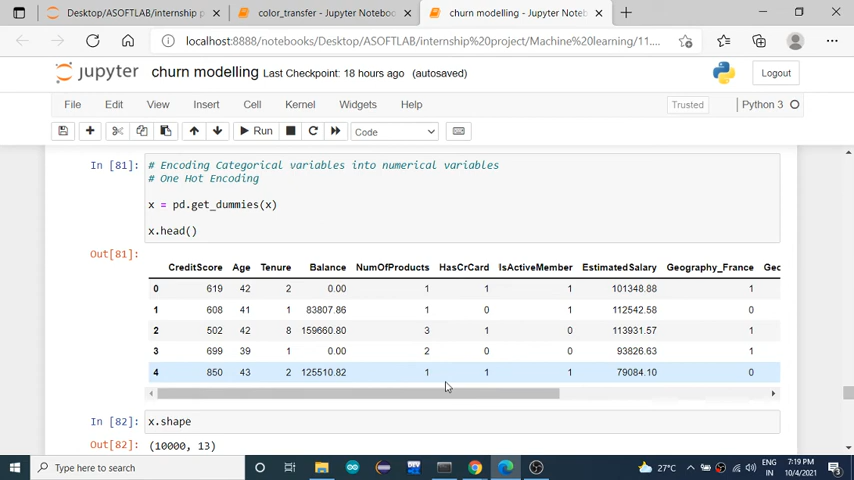 Desktop/ASOFTLAB/internship p
color_transfer - Jupyter Noteboo
churn modelling - Jupyter Noteb
localhost:8888/notebooks/Desktop/ASOFTLAB/internship%20project/Machine%20learning/11....
jupyter churn modelling Last Checkpoint: 18 hours ago (autosaved)
Logout
File Edit View Insert Cell Kernel Widgets Help
Trusted Python 3
Run Code
In [81]: # Encoding Categorical variables into numerical variables
# One Hot Encoding
x = pd.get_dummies(x)
x.head()
Out[81]:
CreditScore Age Tenure Balance NumOfProducts HasCrCard IsActiveMember EstimatedSalary Geography_France Geo
0 619 42 2 0.00 1 1 1 101348.88 1
1 608 41 1 83807.86 1 0 1 112542.58 0
2 502 42 8 159660.80 3 1 0 113931.57 1
3 699 39 1 0.00 2 0 0 93826.63 1
4 850 43 2 125510.82 1 1 1 79084.10 0
In [82]: x.shape
Out[82]: (10000, 13)
Type here to search
27°C
ENG
IN
7:19 PM
10/4/2021
3